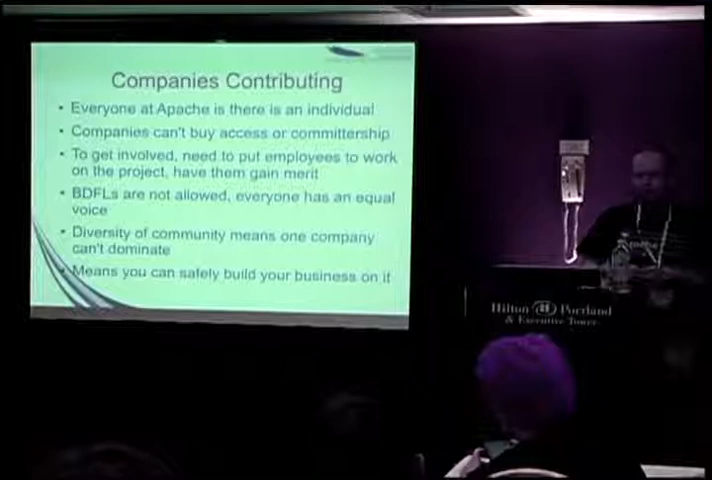 Companies Contributing
• Everyone at Apache is there is an individual
• Companies can't buy access or committership
• To get involved, need to put employees to work
on the project, have them gain merit
• BDFLs are not allowed, everyone has an equal
voice
• Diversity of community means one company
can't dominate
• Means you can safely build your business on it
Hilton Portland
& Executive Tower